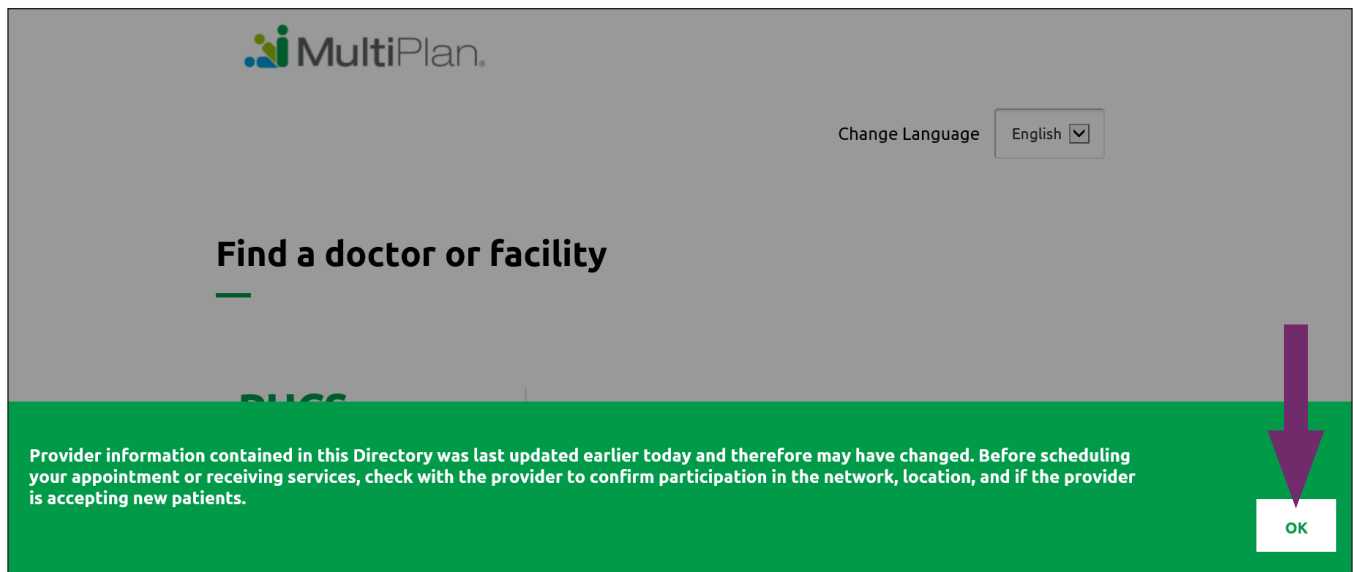 MultiPlan.
Change Language English
Find a doctor or facility
PHCS
Provider information contained in this Directory was last updated earlier today and therefore may have changed. Before scheduling
your appointment or receiving services, check with the provider to confirm participation in the network, location, and if the provider
is accepting new patients.
OK